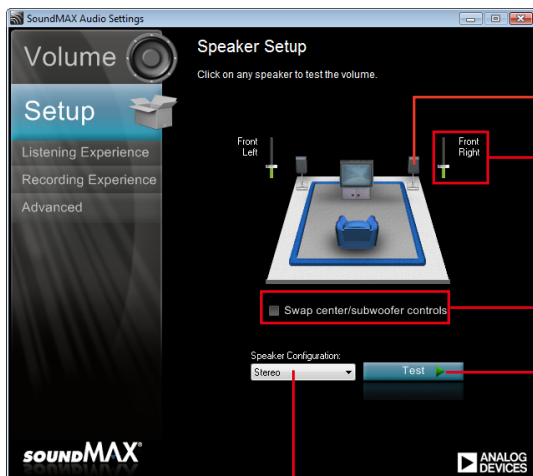 SoundMAX Audio Settings
Volume
Setup
Listening Experience
Recording Experience
Advanced
Speaker Setup
Click on any speaker to test the volume.
Front
Left
Front
Right
Swap center/subwoofer controls
Speaker Configuration:
Stereo
Test
SOUNDMAX®
ANALOG
DEVICES